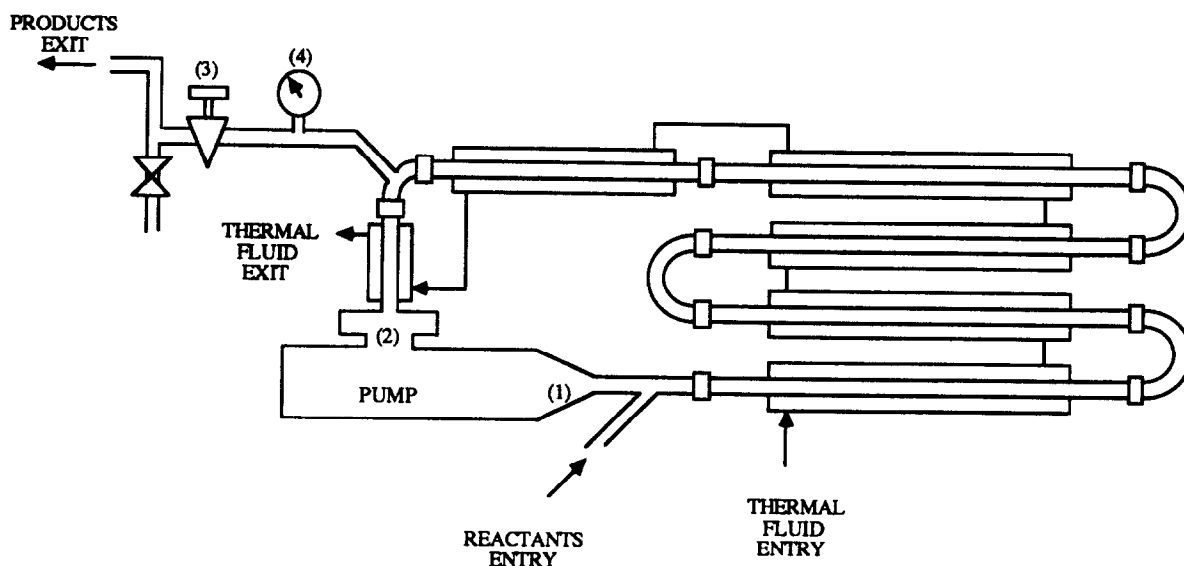 PRODUCTS
EXIT
(3)
(4)
THERMAL
FLUID
EXIT
(2)
PUMP
(1)
REACTANTS
ENTRY
THERMAL
FLUID
ENTRY